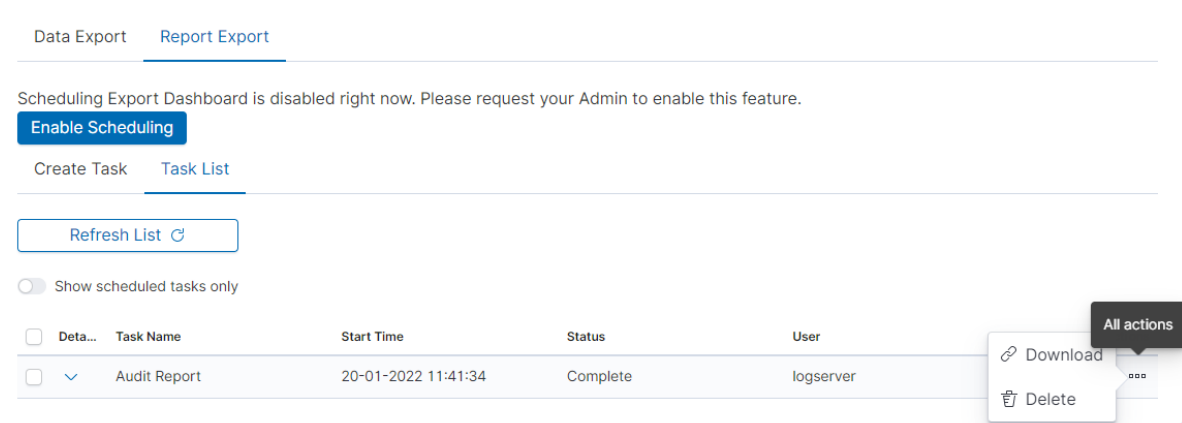 Data Export Report Export
Scheduling Export Dashboard is disabled right now. Please request your Admin to enable this feature.
Enable Scheduling
Create Task Task List
Refresh List
Show scheduled tasks only
All actions
Deta... Task Name Start Time Status User
Download
Audit Report 20-01-2022 11:41:34 Complete logserver
Delete